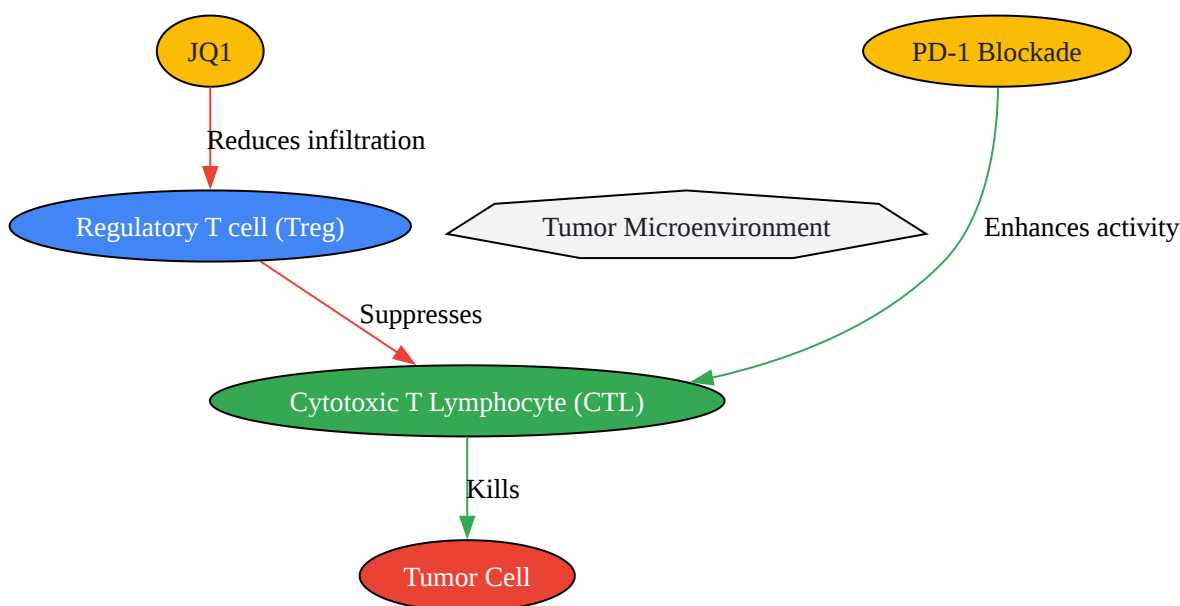 JQ1
PD-1 Blockade
Reduces infiltration
Regulatory T cell (Treg)
Tumor Microenvironment
Enhances activity
Suppresses
Cytotoxic T Lymphocyte (CTL)
Kills
Tumor Cell